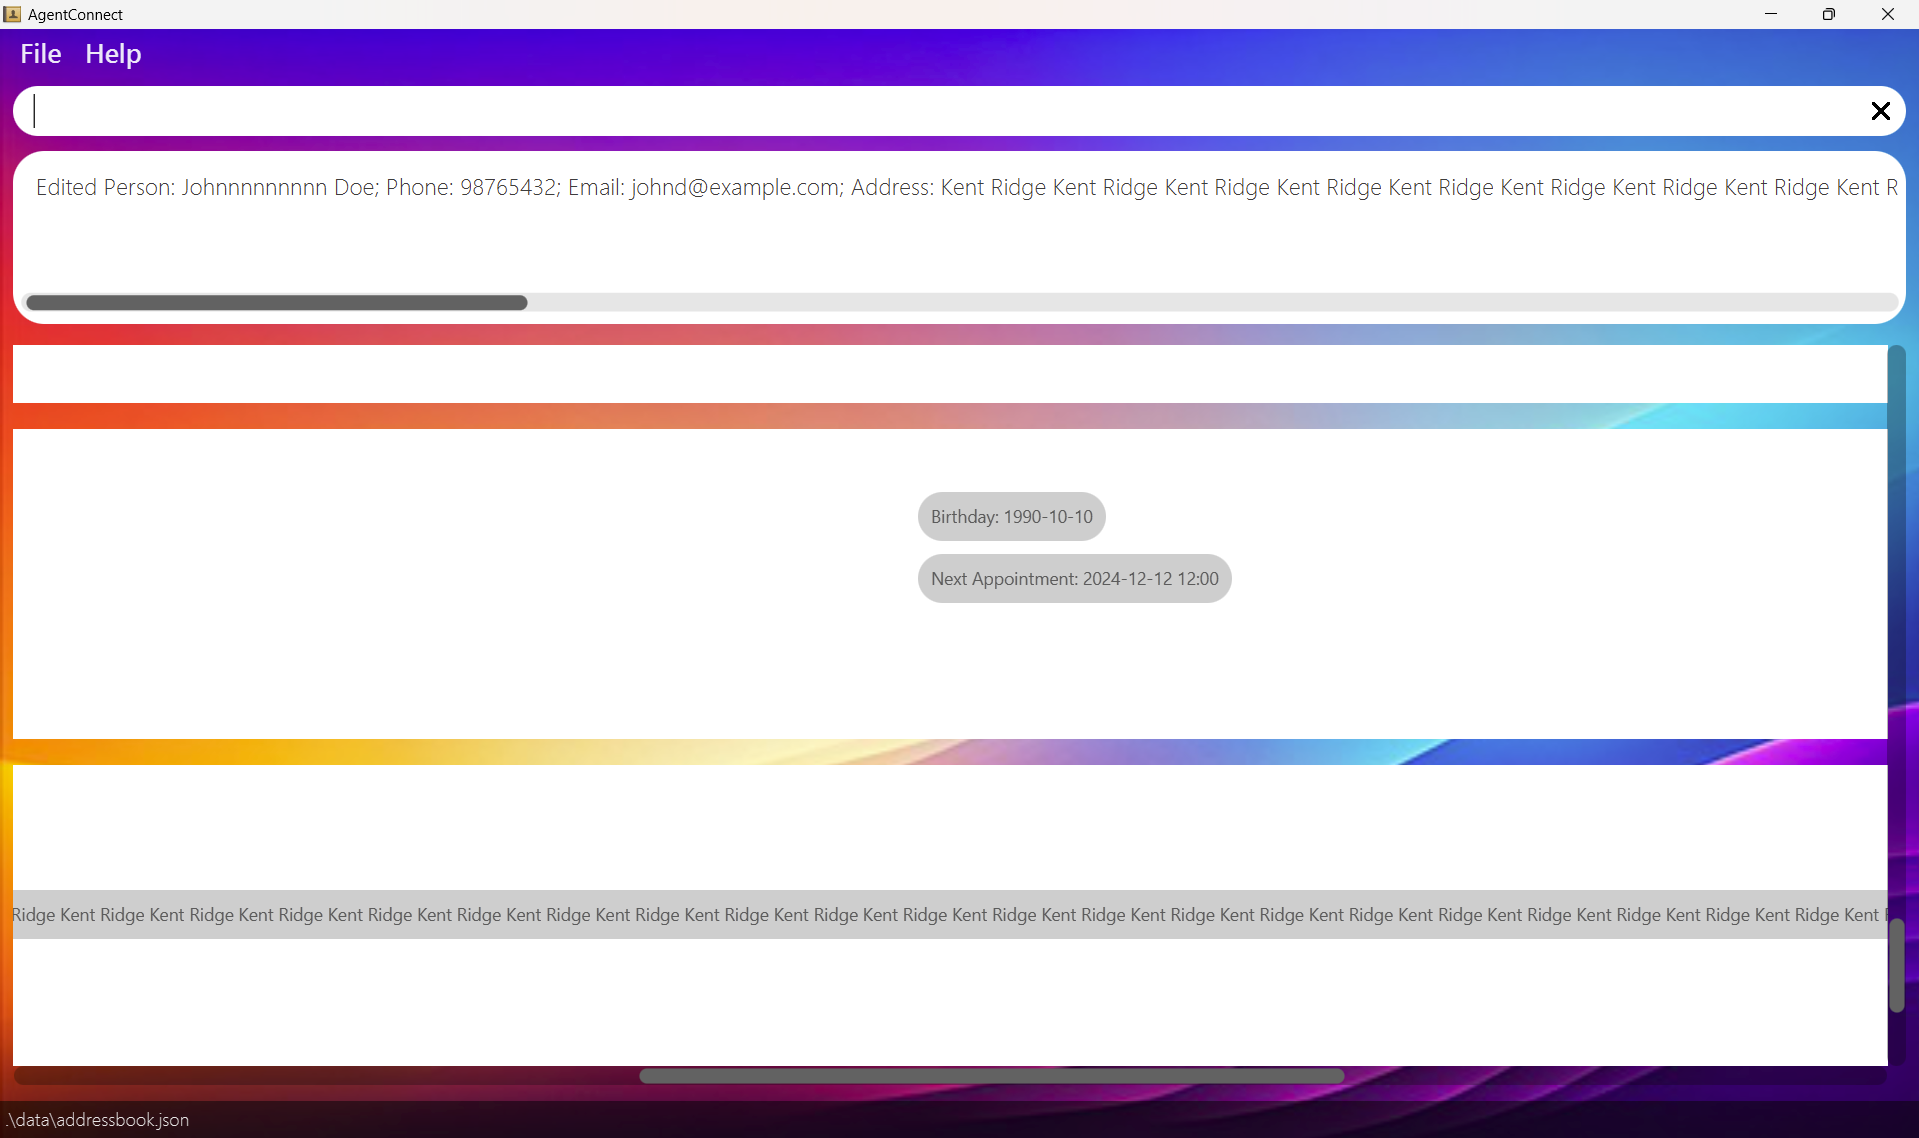 AgentConnect
File Help
Edited Person: Johnnnnnnnnn Doe; Phone: 98765432; Email: johnd@example.com; Address: Kent Ridge Kent Ridge Kent Ridge Kent Ridge Kent Ridge Kent Ridge Kent Ridge Kent Ridge Kent R
Birthday: 1990-10-10
Next Appointment: 2024-12-12 12:00
Ridge Kent Ridge Kent Ridge Kent Ridge Kent Ridge Kent Ridge Kent Ridge Kent Ridge Kent Ridge Kent Ridge Kent Ridge Kent Ridge Kent Ridge Kent Ridge Kent Ridge Kent Ridge Kent Ridge Kent Ridge Kent Ridge Kent Ridge Kent Ridge Kent
.\data\addressbook.json